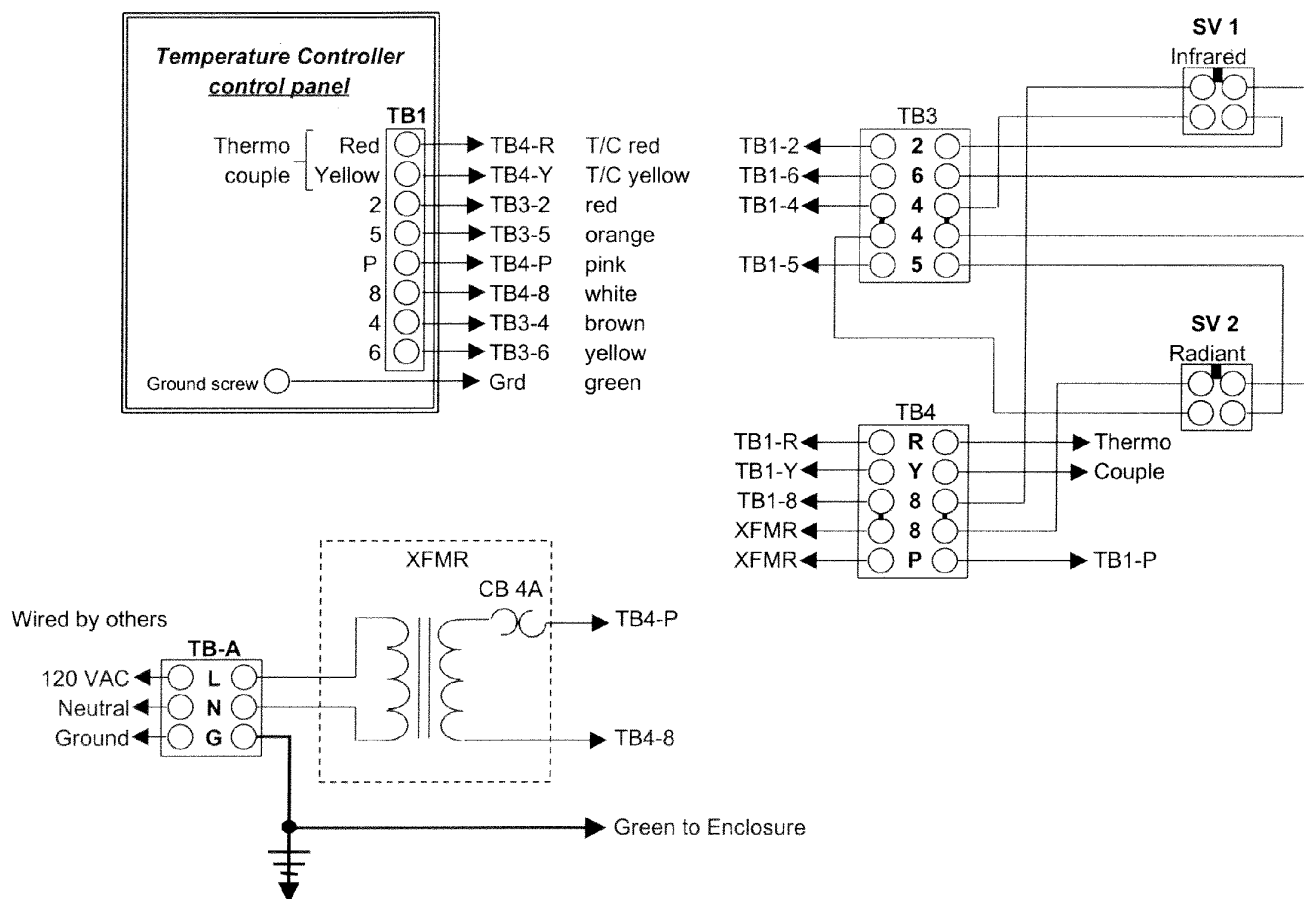 Temperature Controller
control panel
TB1
Thermo
couple
Red TB4-R T/C red
Yellow TB4-Y T/C yellow
2 TB3-2 red
5 TB3-5 orange
P TB4-P pink
8 TB4-8 white
4 TB3-4 brown
6 TB3-6 yellow
Ground screw Grd green
SV 1
Infrared
TB3
TB1-2 2
TB1-6 6
TB1-4 4
4
TB1-5 5
SV 2
Radiant
TB4
TB1-R R Thermo
TB1-Y Y Couple
TB1-8 8
XFMR 8
XFMR P TB1-P
XFMR
CB 4A
TB4-P
TB4-8
Wired by others
TB-A
120 VAC L
Neutral N
Ground G
Green to Enclosure